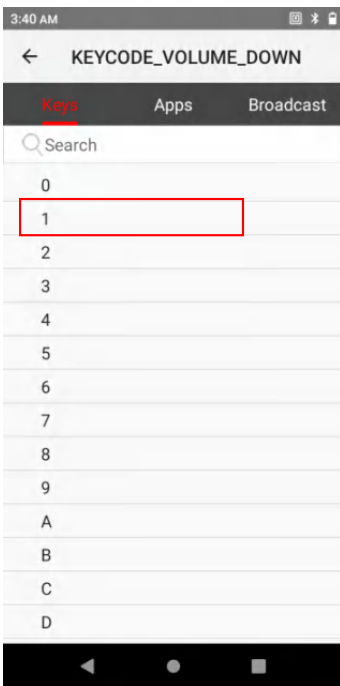 3:40 AM
KEYCODE_VOLUME_DOWN
Keys Apps Broadcast
Search
0
1
2
3
4
5
6
7
8
9
A
B
C
D